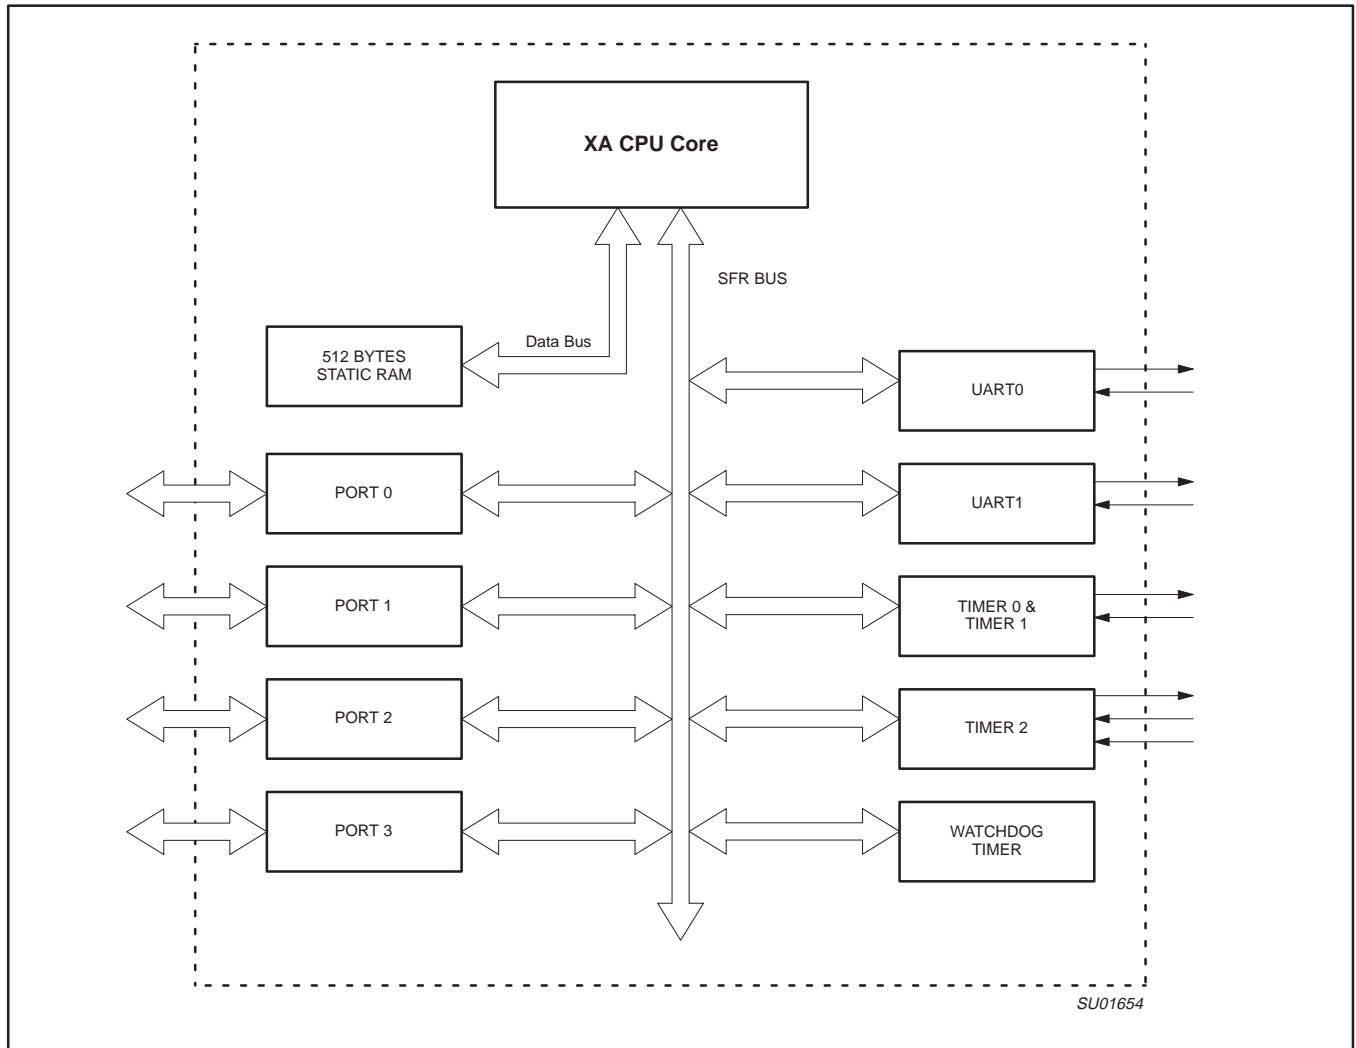 XA CPU Core
SFR BUS
Data Bus
512 BYTES
STATIC RAM
UART0
PORT 0
UART1
PORT 1
TIMER 0 &
TIMER 1
PORT 2
TIMER 2
PORT 3
WATCHDOG
TIMER
SU01654